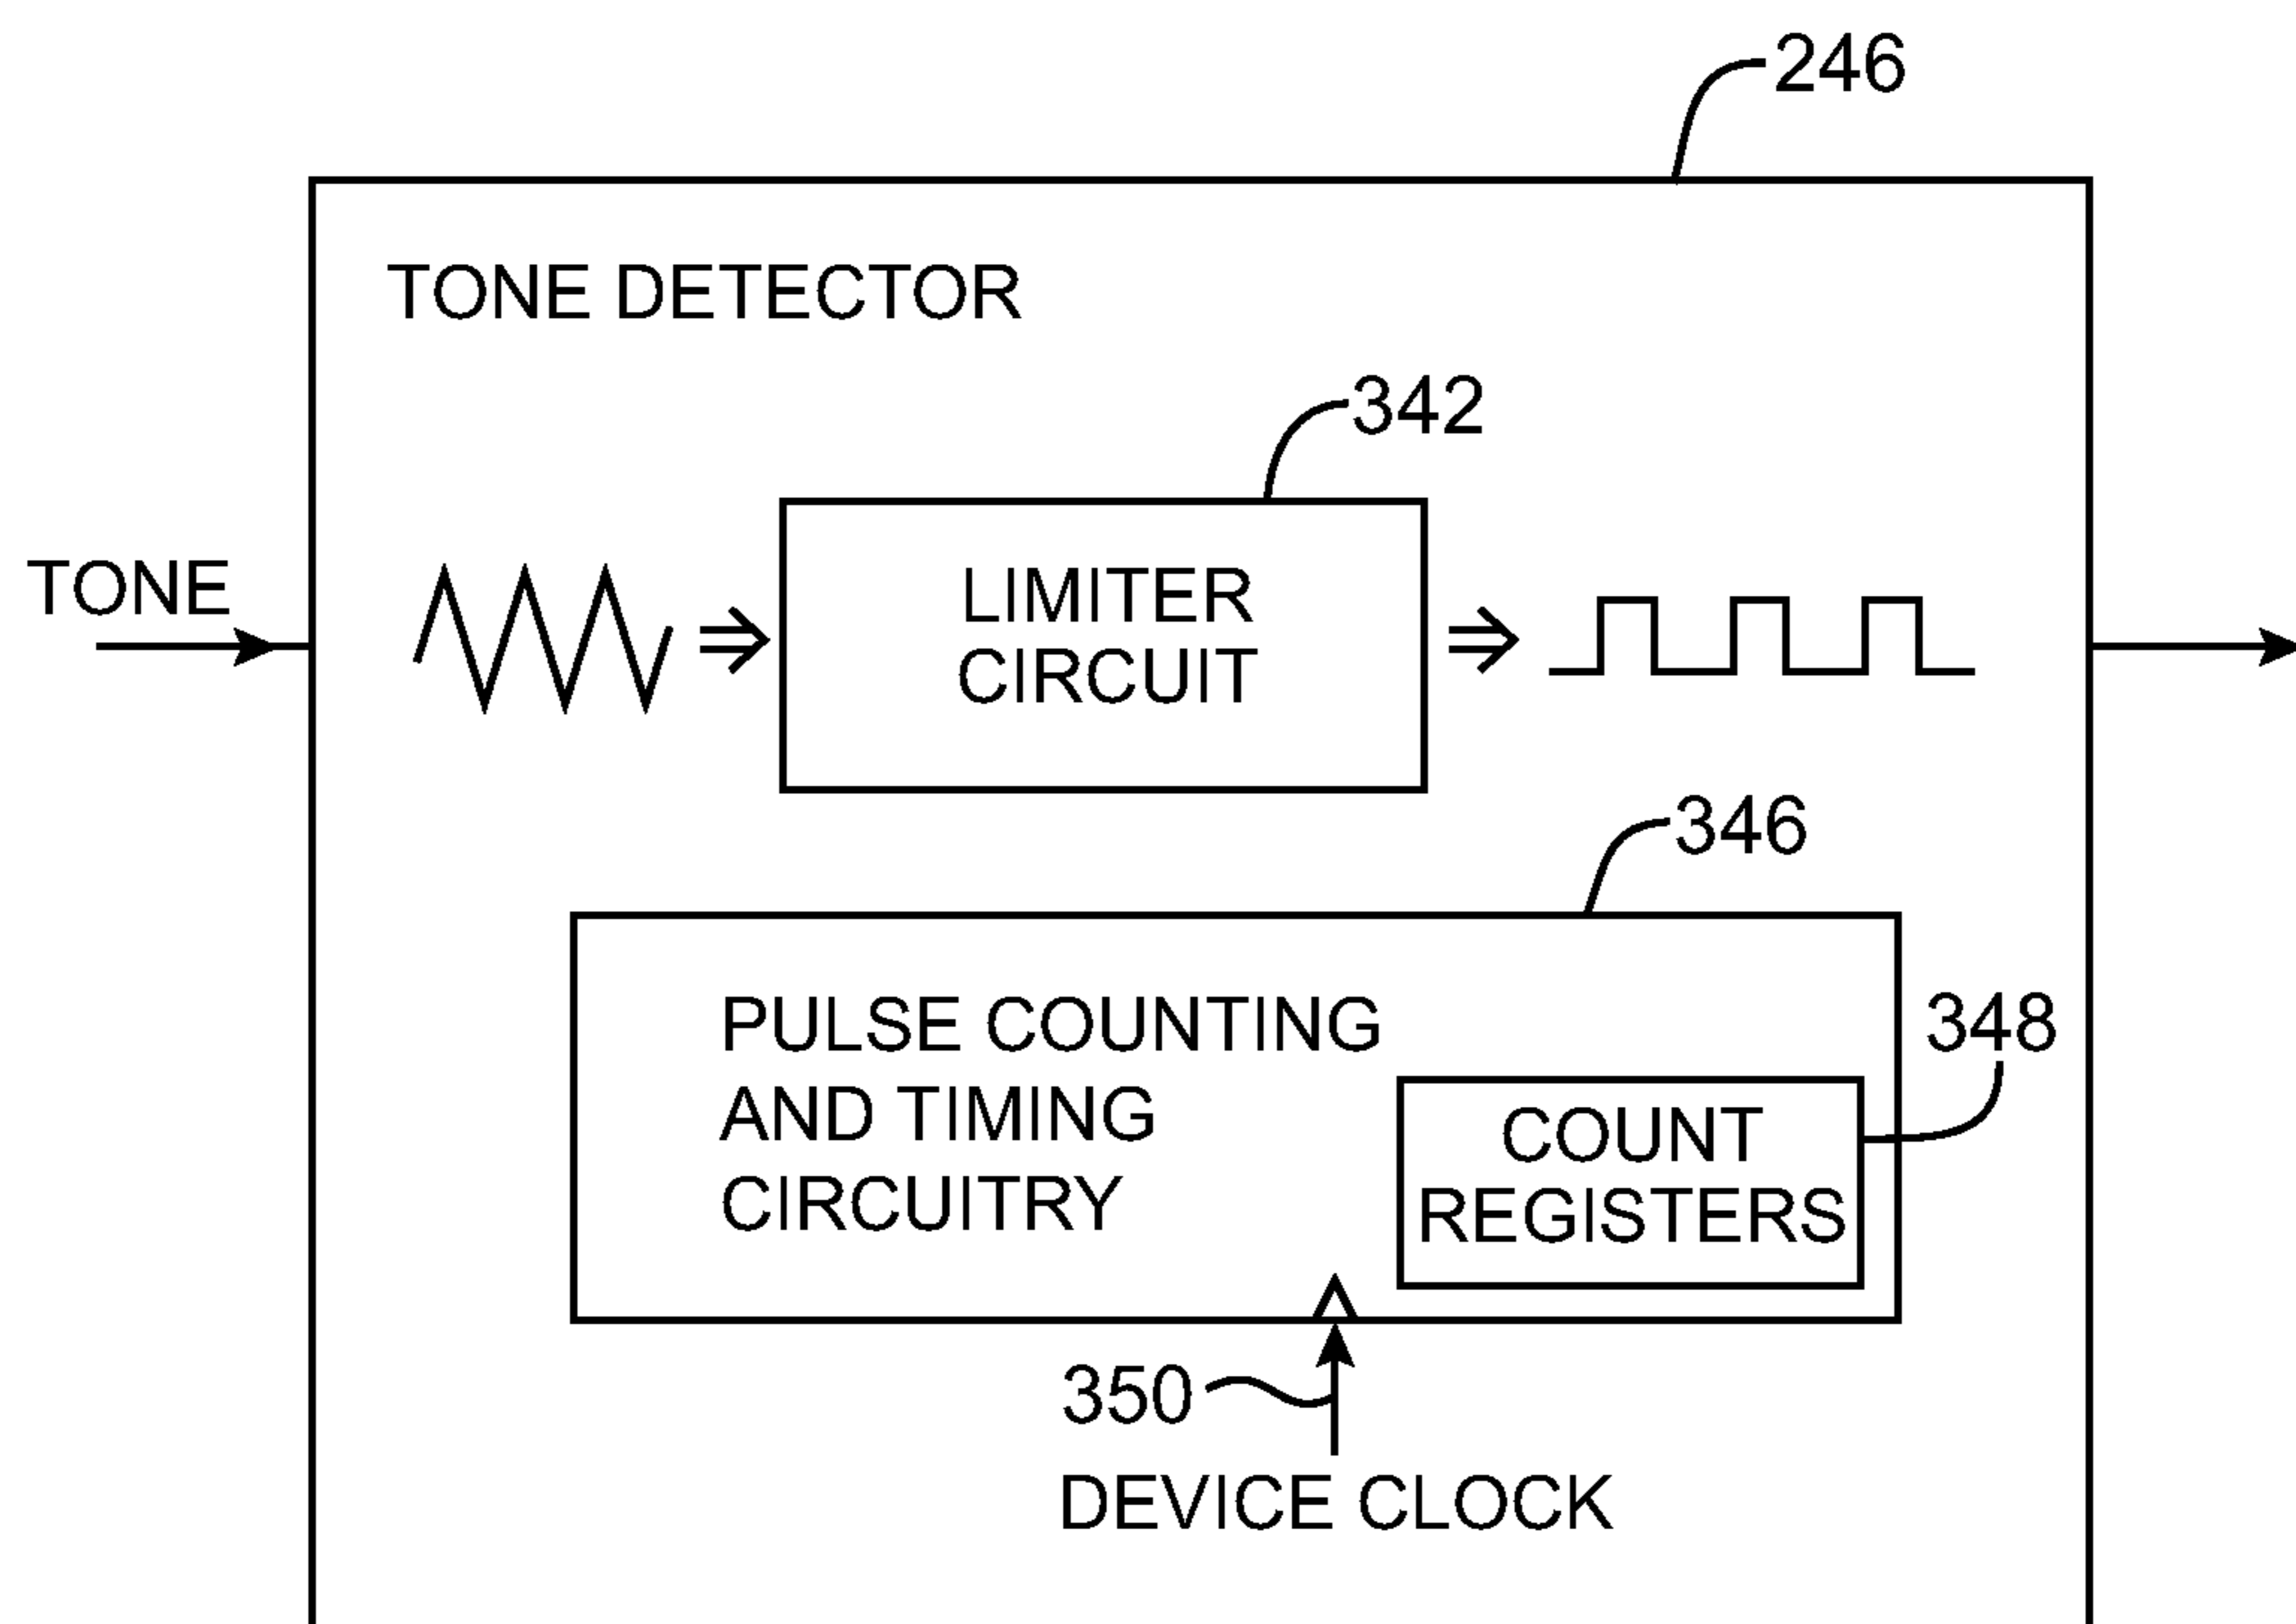 246
TONE DETECTOR
342
TONE
LIMITER
CIRCUIT
346
PULSE COUNTING
AND TIMING
CIRCUITRY
348
COUNT
REGISTERS
350
DEVICE CLOCK